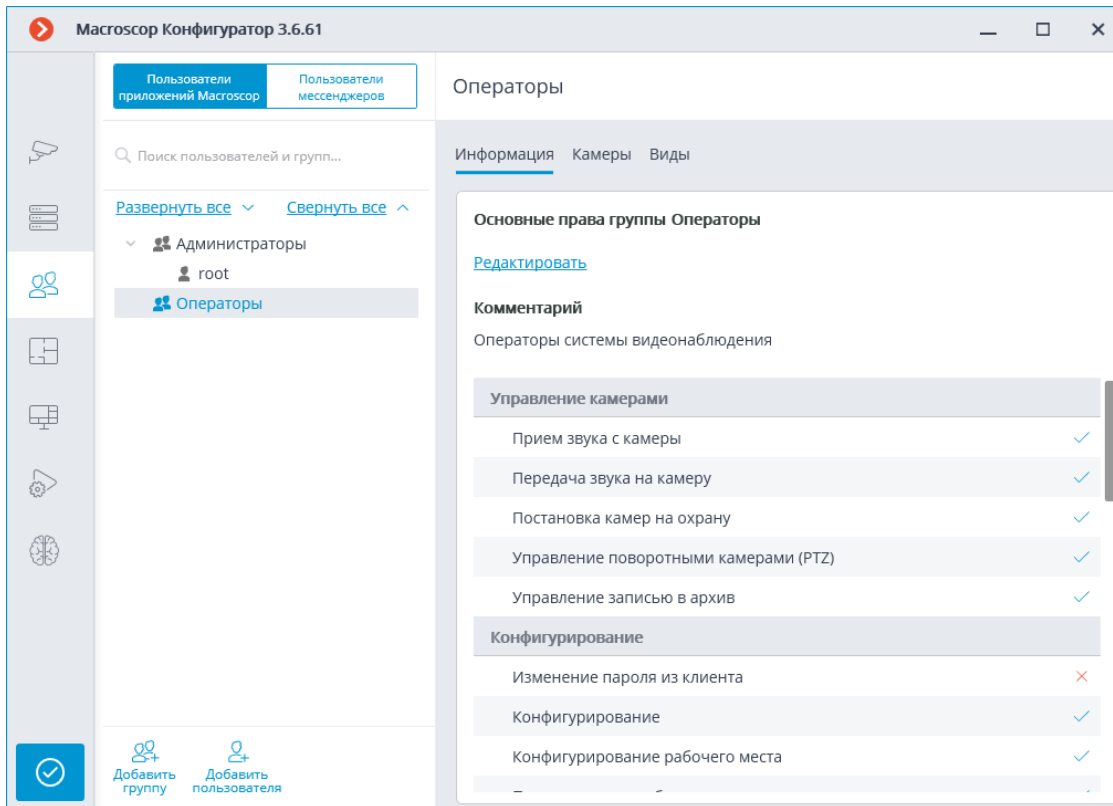 Macroscop Конфигуратор 3.6.61
Пользователи
приложений Macroscop
Пользователи
мессенджеров
Поиск пользователей и групп...
Развернуть все
Свернуть все
Администраторы
root
Операторы
Добавить
группу
Добавить
пользователя
Операторы
Информация Камеры Виды
Основные права группы Операторы
Редактировать
Комментарий
Операторы системы видеонаблюдения
Управление камерами
Прием звука с камеры
Передача звука на камеру
Постановка камер на охрану
Управление поворотными камерами (PTZ)
Управление записью в архив
Конфигурирование
Изменение пароля из клиента
Конфигурирование
Конфигурирование рабочего места